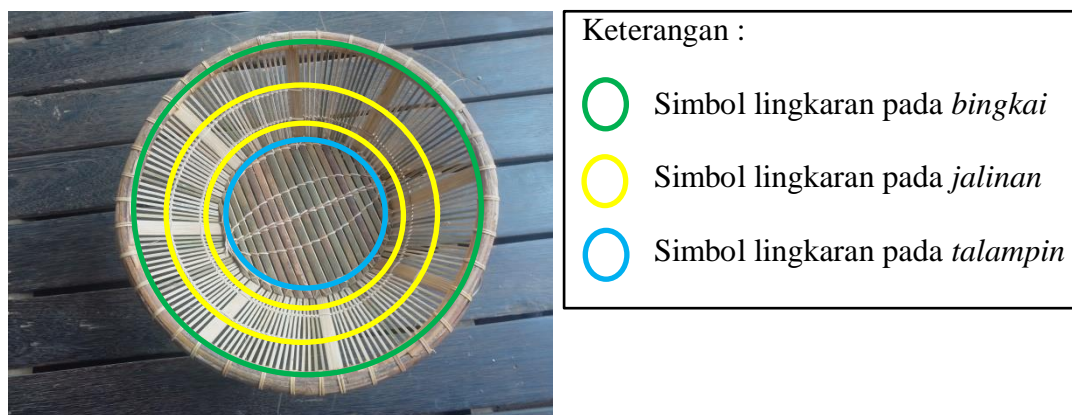 Keterangan :
Simbol lingkaran pada bingkai
Simbol lingkaran pada jalinan
Simbol lingkaran pada talampin